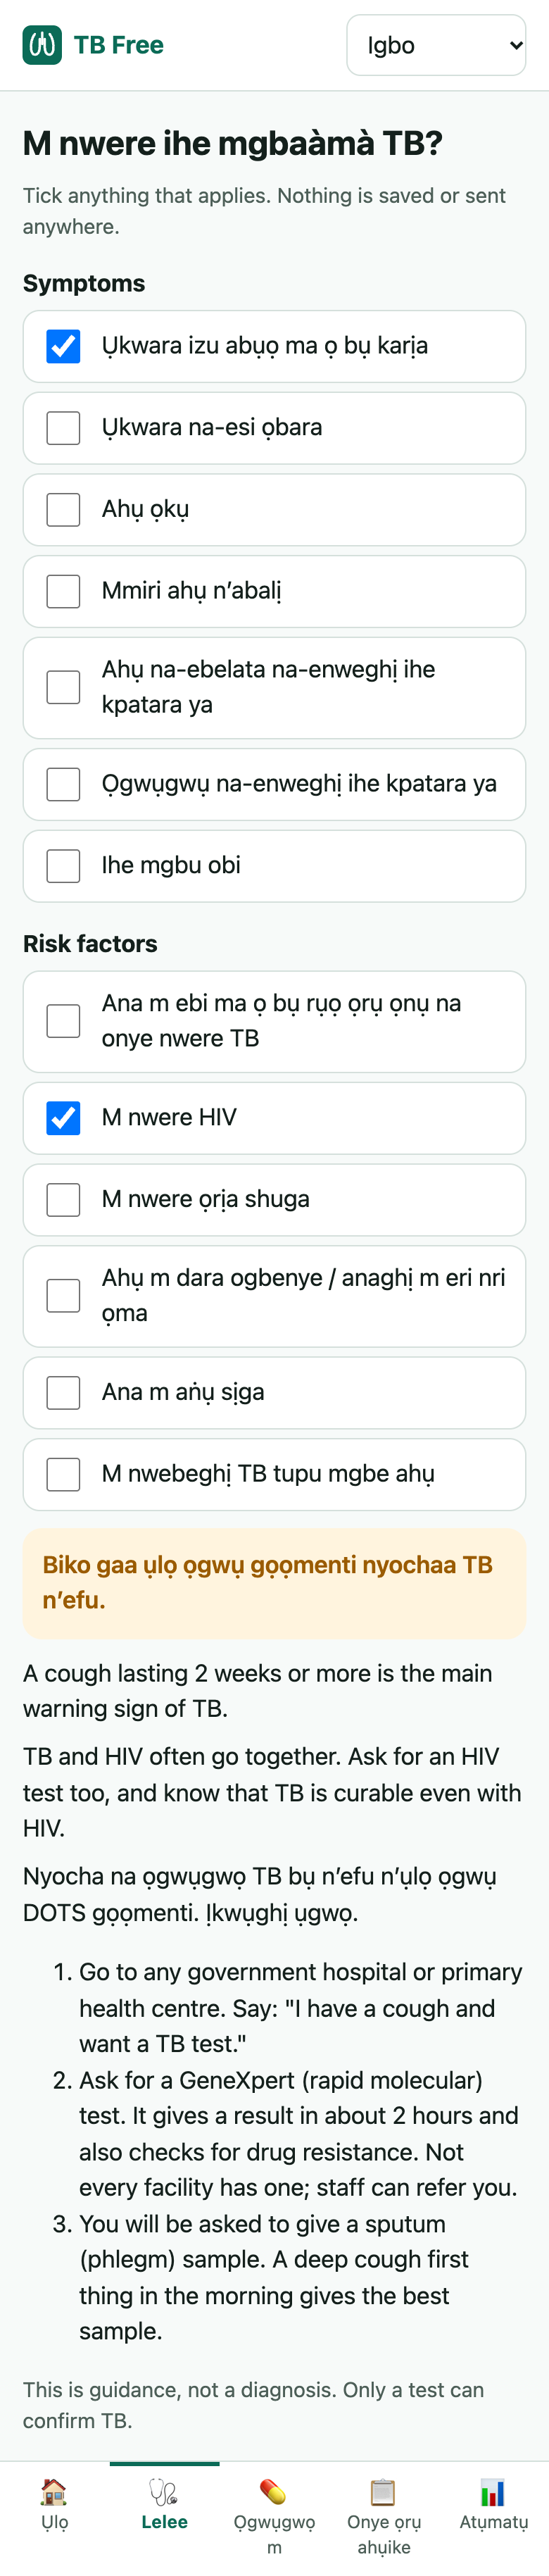 TB Free
Igbo
M nwere ihe mgbaàmà TB?
Tick anything that applies. Nothing is saved or sent
anywhere.
Symptoms
Ụkwara izu abụọ ma ọ bụ karịa
Ụkwara na-esi ọbara
Ahụ ọkụ
Mmiri ahụ n’abalị
Ahụ na-ebelata na-enweghị ihe
kpatara ya
Ọgwụgwụ na-enweghị ihe kpatara ya
Ihe mgbu obi
Risk factors
Ana m ebi ma ọ bụ rụọ ọrụ ọnụ na
onye nwere TB
M nwere HIV
M nwere ọrịa shuga
Ahụ m dara ogbenye / anaghị m eri nri
ọma
Ana m aṅụ sịga
M nwebeghị TB tupu mgbe ahụ
Biko gaa ụlọ ọgwụ gọọmenti nyochaa TB
n’efu.
A cough lasting 2 weeks or more is the main
warning sign of TB.
TB and HIV often go together. Ask for an HIV
test too, and know that TB is curable even with
HIV.
Nyocha na ọgwụgwọ TB bụ n’efu n’ụlọ ọgwụ
DOTS gọọmenti. Ịkwụghị ụgwọ.
1. Go to any government hospital or primary
health centre. Say: "I have a cough and
want a TB test."
2. Ask for a GeneXpert (rapid molecular)
test. It gives a result in about 2 hours and
also checks for drug resistance. Not
every facility has one; staff can refer you.
3. You will be asked to give a sputum
(phlegm) sample. A deep cough first
thing in the morning gives the best
sample.
This is guidance, not a diagnosis. Only a test can
confirm TB.
Ụlọ
Lelee
Ọgwụgwọ
m
Onye ọrụ
ahụike
Atụmatụ